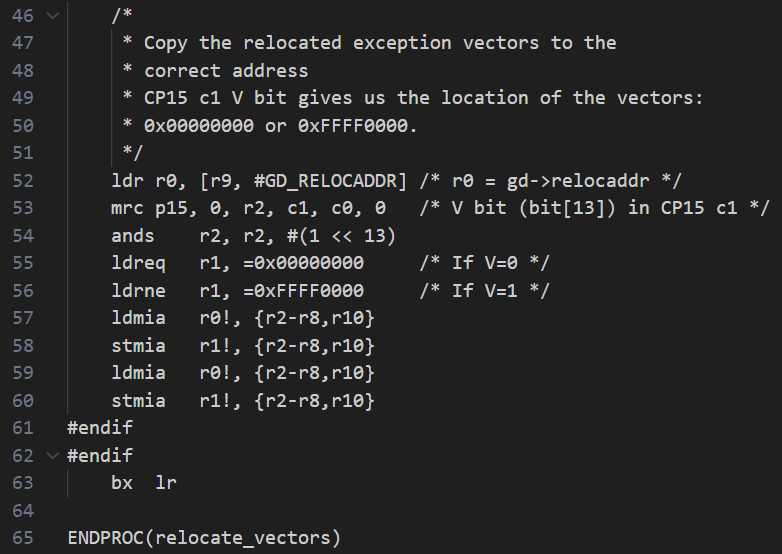 46 /*
47 * Copy the relocated exception vectors to the
48 * correct address
49 * CP15 c1 V bit gives us the location of the vectors:
50 * 0x00000000 or 0xFFFF0000.
51 */
52 ldr r0, [r9, #GD_RELOCADDR] /* r0 = gd->relocaddr */
53 mrc p15, 0, r2, c1, c0, 0 /* V bit (bit[13]) in CP15 c1 */
54 ands r2, r2, #(1 << 13)
55 ldreq r1, =0x00000000 /* If V=0 */
56 ldrne r1, =0xFFFF0000 /* If V=1 */
57 ldmia r0!, {r2-r8,r10}
58 stmia r1!, {r2-r8,r10}
59 ldmia r0!, {r2-r8,r10}
60 stmia r1!, {r2-r8,r10}
61 #endif
62 #endif
63 bx lr
64
65 ENDPROC(relocate_vectors)